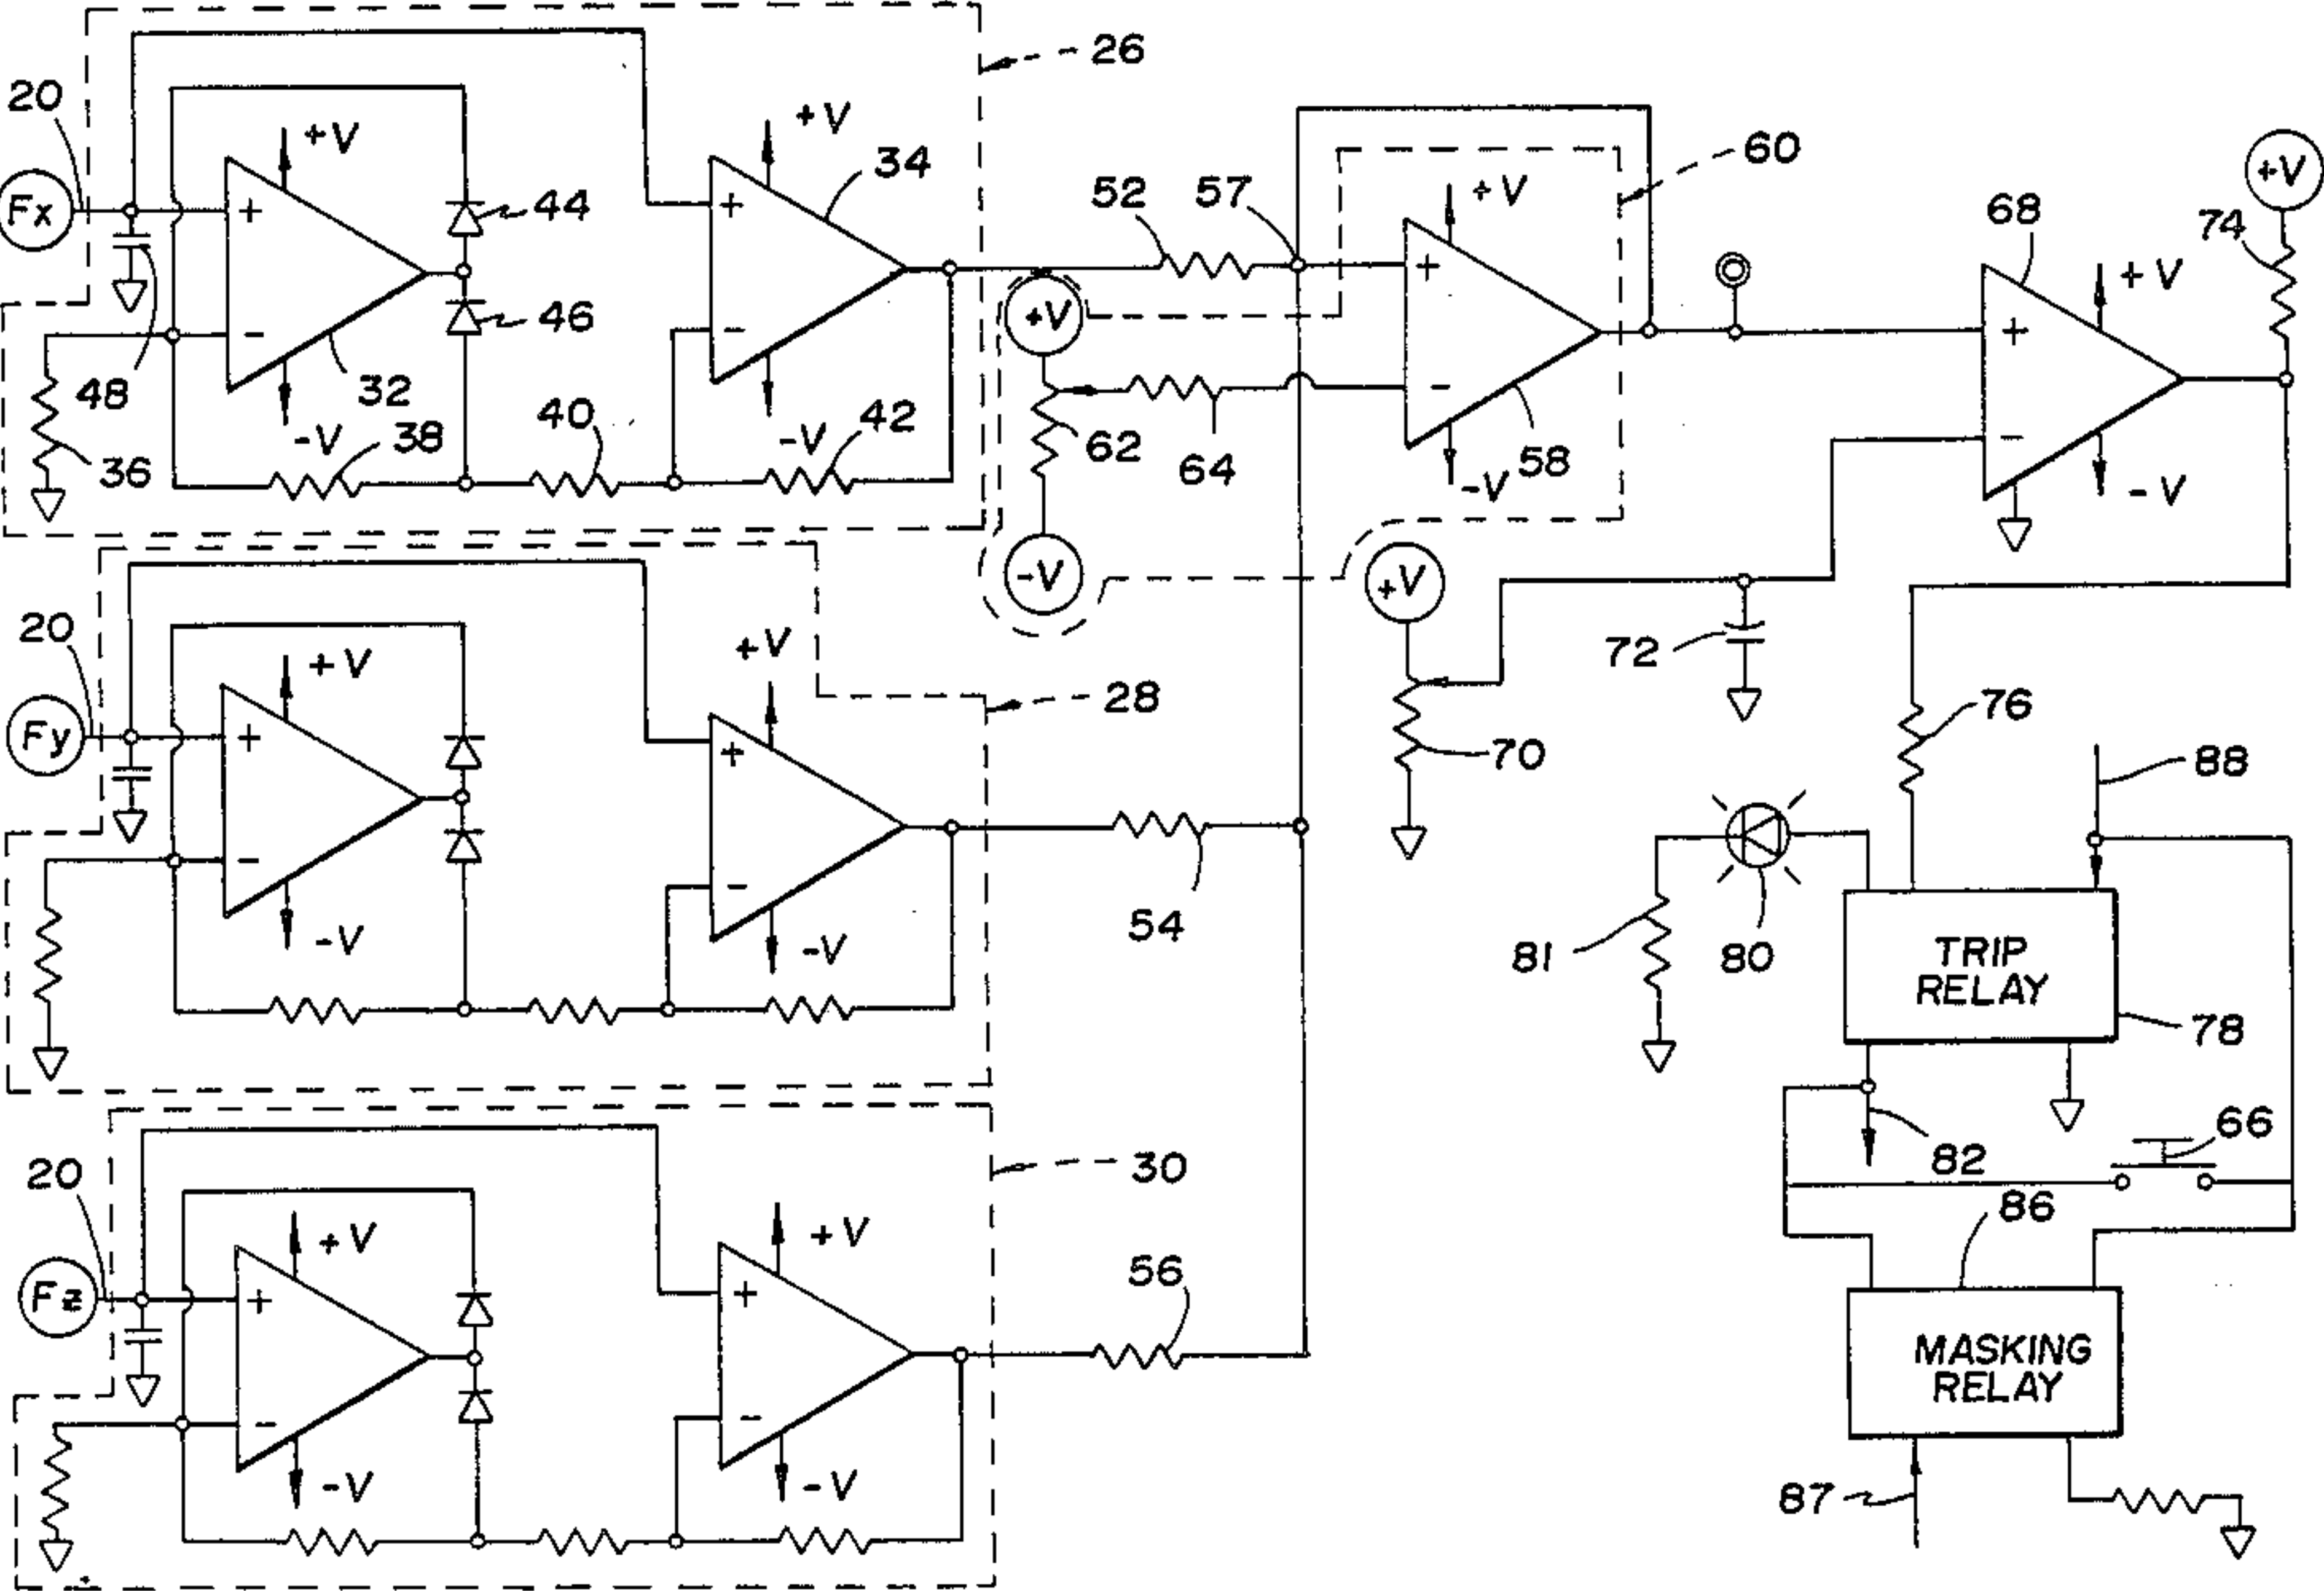 26
20
+V
+V
34
60
+V
Fx
+
44
+
52
57
+V
68
74
+V
+
+
-
46
-
+V
-
48
32
40
42
62
64
58
-
-V
38
-V
-V
-V
36
-V
+V
72
20
+V
+V
28
76
Fy
+
+
70
88
-
-
54
81
80
TRIP
RELAY
-V
-V
78
66
20
30
82
+V
+V
86
56
Fz
+
+
MASKING
RELAY
-
-
-V
-V
87